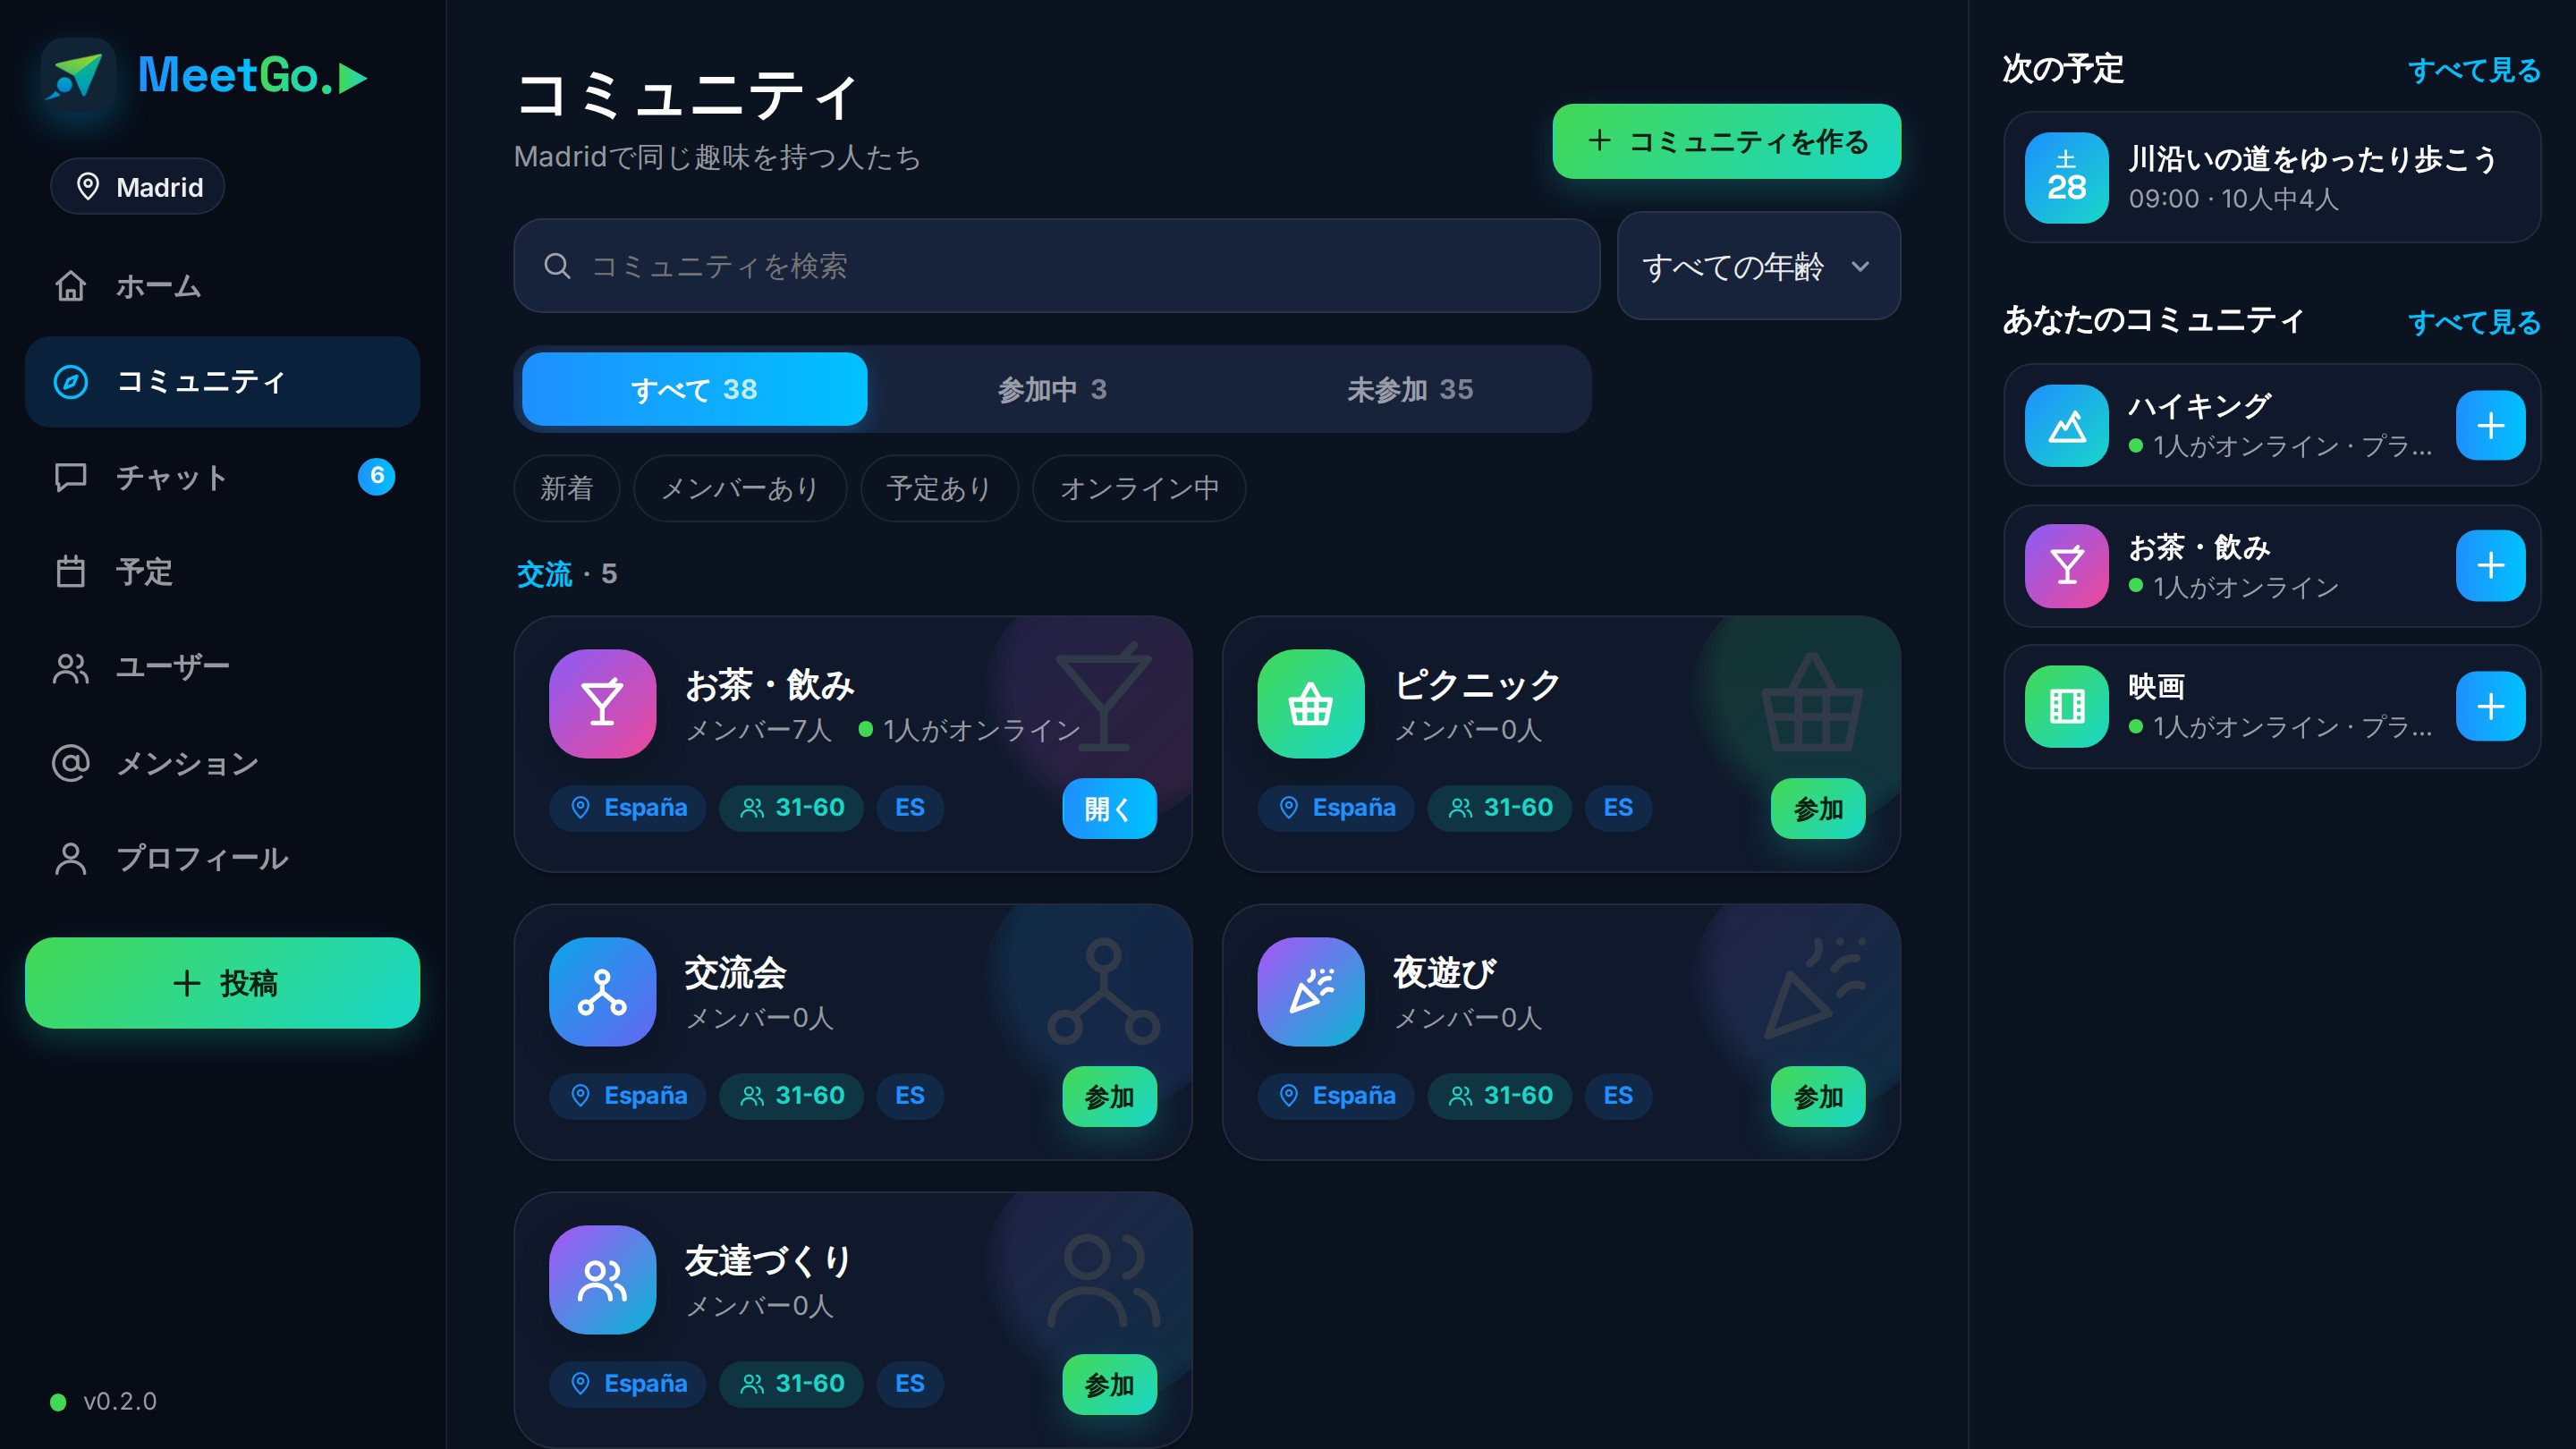 MeetGo.
Madrid
ホーム
コミュニティ
チャット 6
予定
ユーザー
メンション
プロフィール
投稿
v0.2.0
コミュニティ
Madridで同じ趣味を持つ人たち
コミュニティを作る
コミュニティを検索
すべての年齢
すべて 38 参加中 3 未参加 35
新着 メンバーあり 予定あり オンライン中
交流 · 5
お茶・飲み
メンバー7人 1人がオンライン
España 31-60 ES 開く
ピクニック
メンバー0人
España 31-60 ES 参加
交流会
メンバー0人
España 31-60 ES 参加
夜遊び
メンバー0人
España 31-60 ES 参加
友達づくり
メンバー0人
España 31-60 ES 参加
次の予定 すべて見る
土
28
川沿いの道をゆったり歩こう
09:00 · 10人中4人
あなたのコミュニティ すべて見る
ハイキング
1人がオンライン · プラ...
お茶・飲み
1人がオンライン
映画
1人がオンライン · プラ...